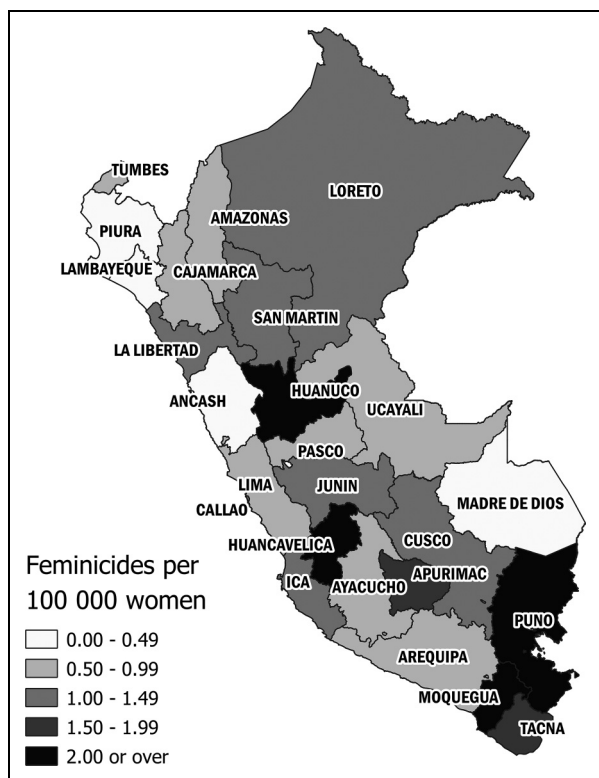 TUMBES
LORETO
AMAZONAS
PIURA
LAMBAYEQUE
CAJAMARCA
SAN MARTIN
LA LIBERTAD
HUANUCO
ANCASH
UCAYALI
PASCO
LIMA
JUNIN
MADRE DE DIOS
CALLAO
CUSCO
HUANCAVELICA
APURIMAC
ICA
AYACUCHO
PUNO
AREQUIPA
MOQUEGUA
TACNA
Feminicides per
100 000 women
0.00 - 0.49
0.50 - 0.99
1.00 - 1.49
1.50 - 1.99
2.00 or over